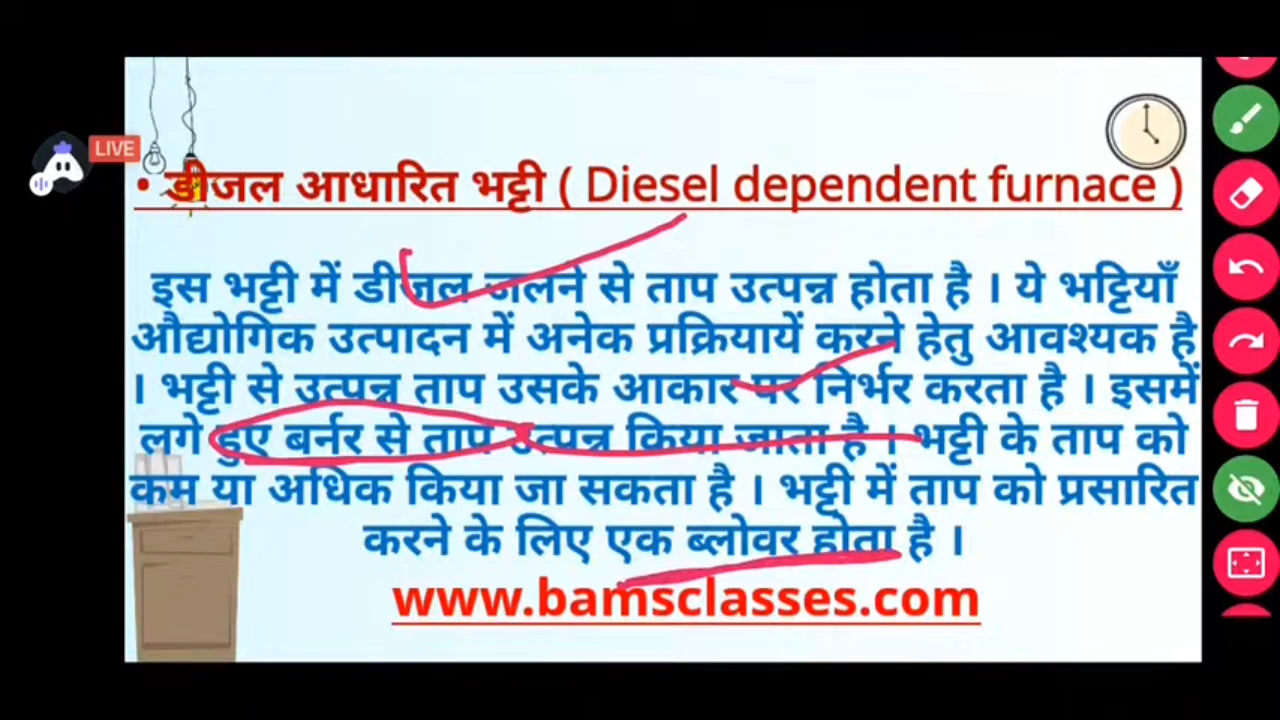 LIVE
• डीजल आधारित भट्टी ( Diesel dependent furnace )
इस भट्टी में डीजल जलने से ताप उत्पन्न होता है । ये भट्टियाँ
औद्योगिक उत्पादन में अनेक प्रक्रियायें करने हेतु आवश्यक है
। भट्टी से उत्पन्न ताप उसके आकार पर निर्भर करता है । इसमें
लगे हुए बर्नर से ताप उत्पन्न किया जाता है । भट्टी के ताप को
कम या अधिक किया जा सकता है । भट्टी में ताप को प्रसारित
करने के लिए एक ब्लोवर होता है ।
www.bamsclasses.com